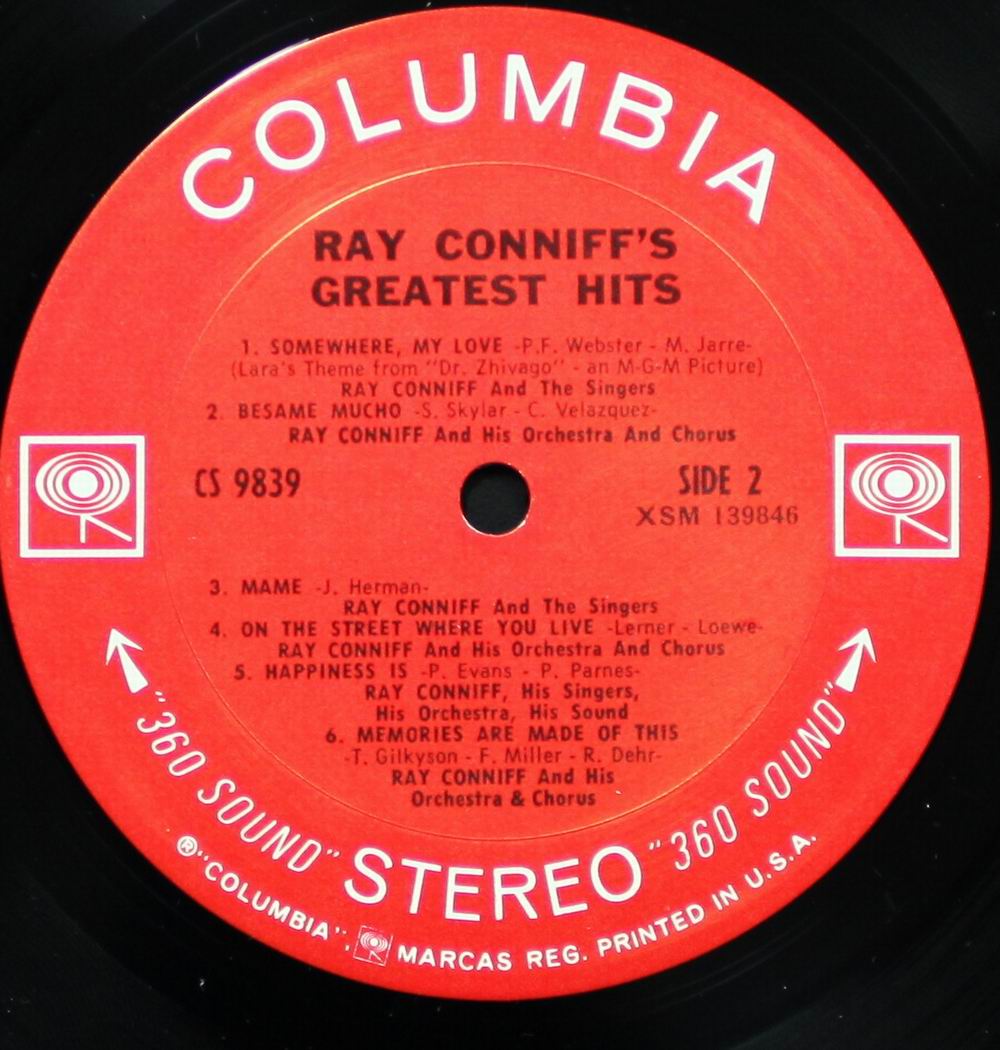 COLUMBIA
RAY CONNIFF'S
GREATEST HITS
1. SOMEWHERE, MY LOVE -P.F. Webster - M. Jarre-
(Lara's Theme from "Dr. Zhivago" - an M-G-M Picture)
RAY CONNIFF And The Singers
2. BESAME MUCHO -S. Skylar - C. Velazquez-
RAY CONNIFF And His Orchestra And Chorus
CS 9839
SIDE 2
XSM 139846
3. MAME -J. Herman-
RAY CONNIFF And The Singers
4. ON THE STREET WHERE YOU LIVE -Lerner - Loewe-
RAY CONNIFF And His Orchestra And Chorus
5. HAPPINESS IS -P. Evans - P. Parnes-
RAY CONNIFF, His Singers,
His Orchestra, His Sound
6. MEMORIES ARE MADE OF THIS
-T. Gilkyson - F. Miller - R. Dehr-
RAY CONNIFF And His
Orchestra & Chorus
"360 SOUND" STEREO "360 SOUND"
®"COLUMBIA", MARCAS REG. PRINTED IN U.S.A.